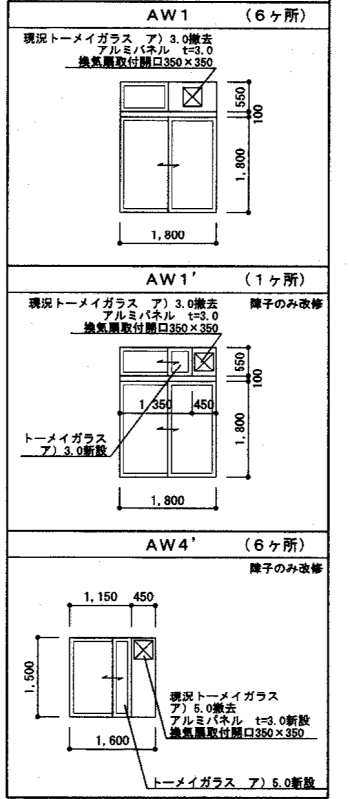 AW1 (6ヶ所)
現況トーメイガラス ア) 3.0撤去
アルミパネル t=3.0
換気扇取付開口350×350
550
100
1,800
1,800
AW1' (1ヶ所)
現況トーメイガラス ア) 3.0撤去 障子のみ改修
アルミパネル t=3.0
換気扇取付開口350×350
550
100
1,350 450
1,800
トーメイガラス
ア) 3.0新設
1,800
AW4' (6ヶ所)
障子のみ改修
1,150 450
1,500
現況トーメイガラス
ア) 5.0撤去
アルミパネル t=3.0新設
換気扇取付開口350×350
1,600
トーメイガラス ア) 5.0新設